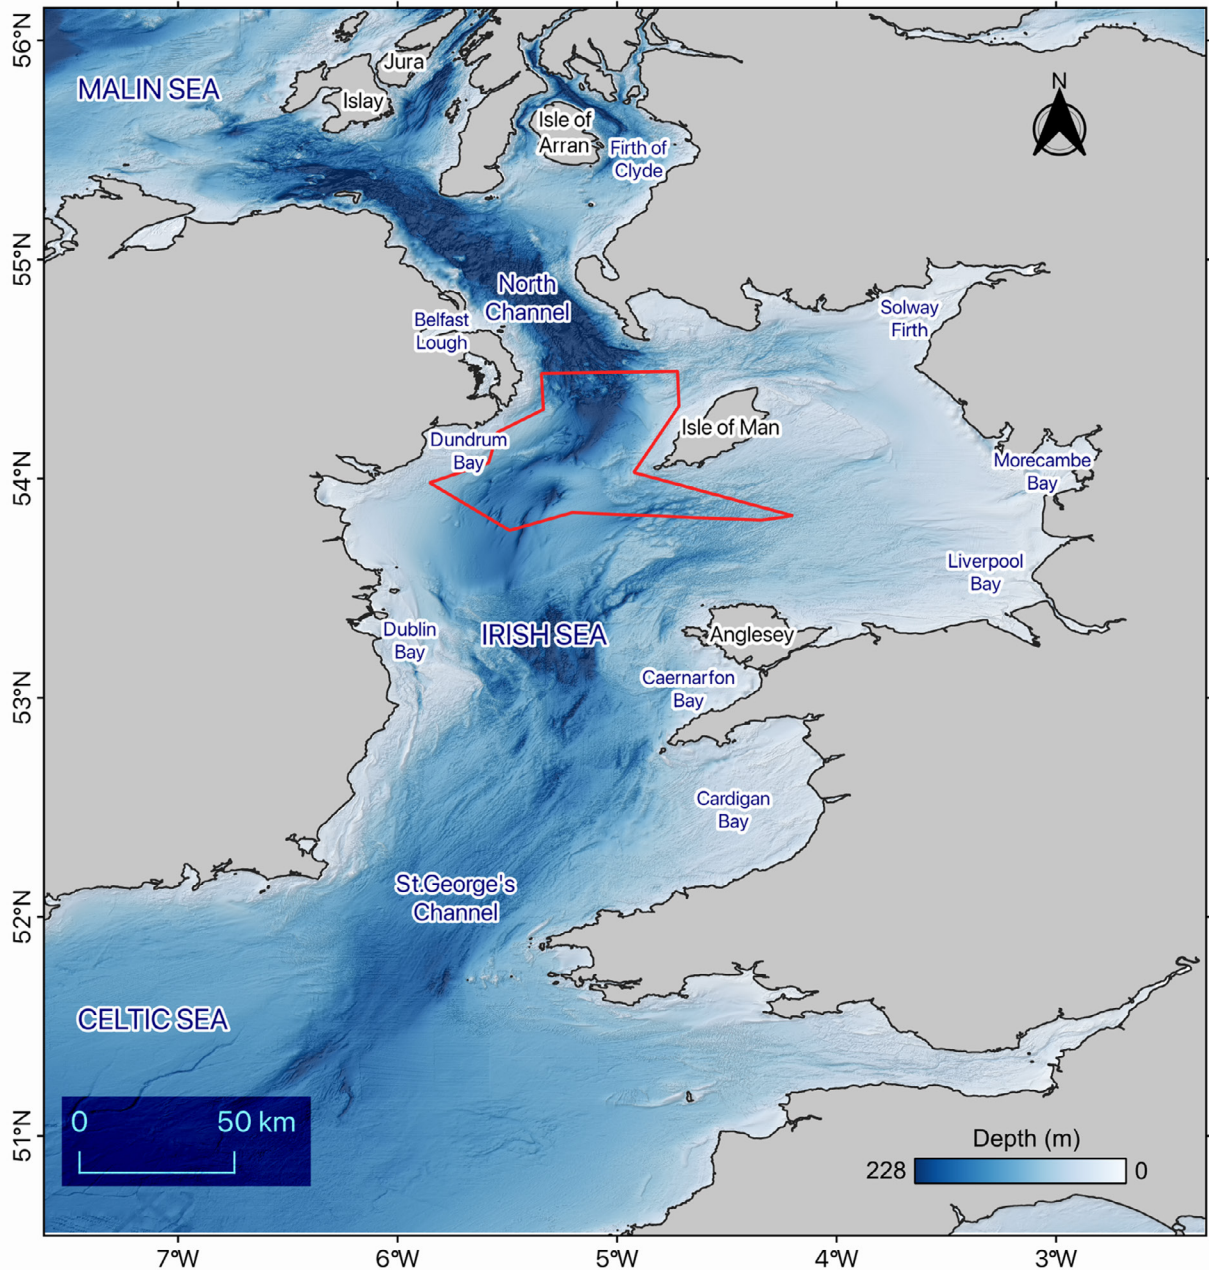 56°N
55°N
54°N
53°N
52°N
51°N
MALIN SEA
Jura
Islay
Isle of
Arran
Firth of
Clyde
N
North
Channel
Belfast
Lough
Solway
Firth
Isle of Man
Dundrum
Bay
Morecambe
Bay
Liverpool
Bay
Dublin
Bay
IRISH SEA
Anglesey
Caernarfon
Bay
Cardigan
Bay
St.George's
Channel
CELTIC SEA
0 50 km
Depth (m)
228 0
7°W 6°W 5°W 4°W 3°W